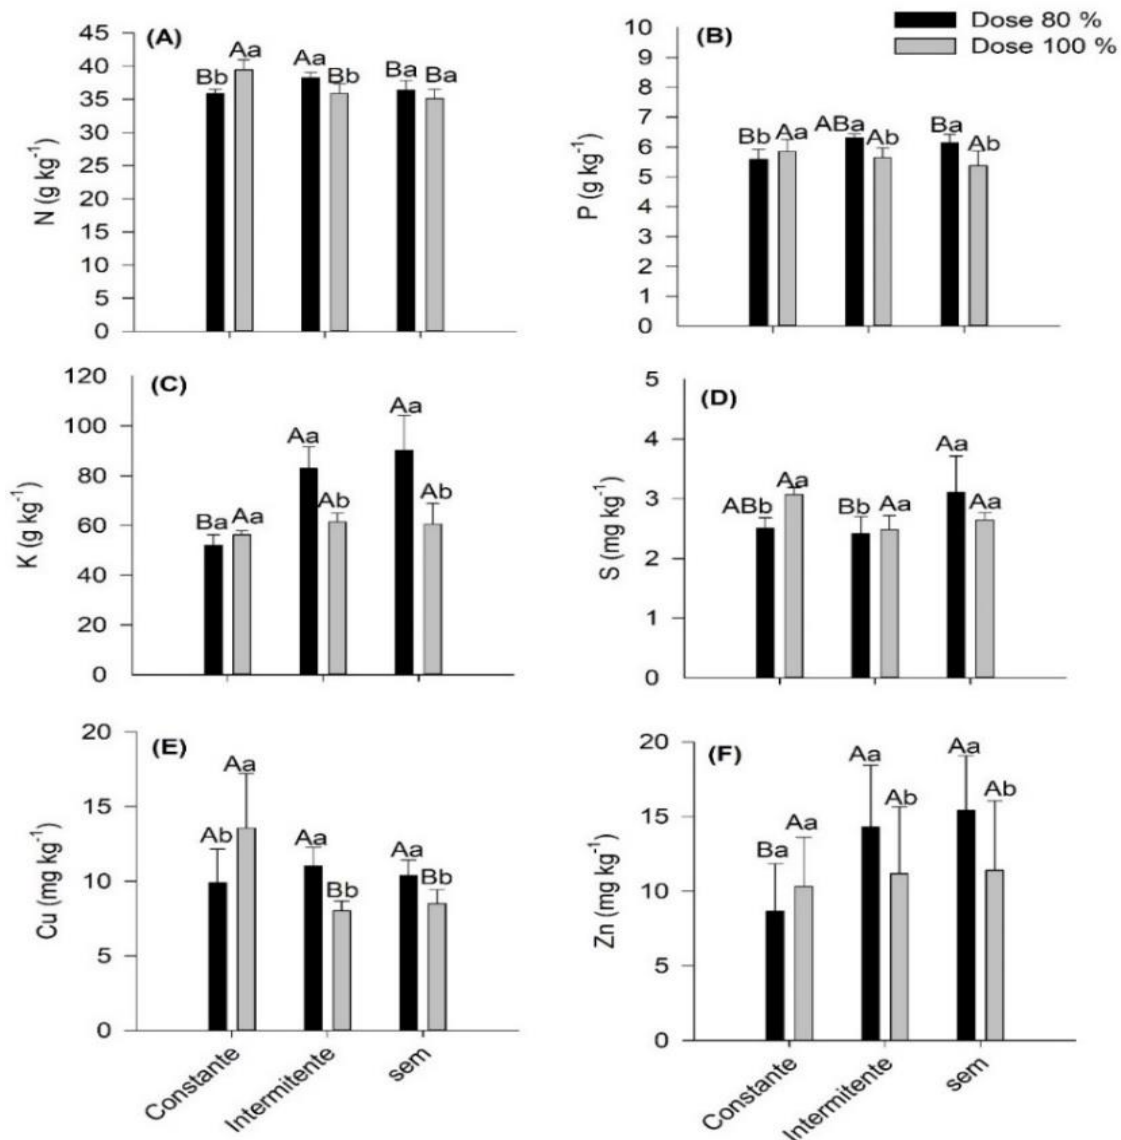 Dose 80 %
Dose 100 %
(A)
45
40
35
30
25
20
15
10
5
0
N (g kg-1)
Bb Aa Aa Bb Ba Ba
(B)
10
9
8
7
6
5
4
3
2
1
0
P (g kg-1)
Bb Aa ABa Ab Ba Ab
(C)
120
100
80
60
40
20
0
K (g kg-1)
Ba Aa Aa Ab Aa Ab
(D)
5
4
3
2
1
0
S (mg kg-1)
ABb Aa Bb Aa Aa Aa
(E)
20
15
10
5
0
Cu (mg kg-1)
Ab Aa Aa Bb Aa Bb
Constante
Intermitente
sem
(F)
20
15
10
5
0
Zn (mg kg-1)
Ba Aa Aa Ab Aa Ab
Constante
Intermitente
sem